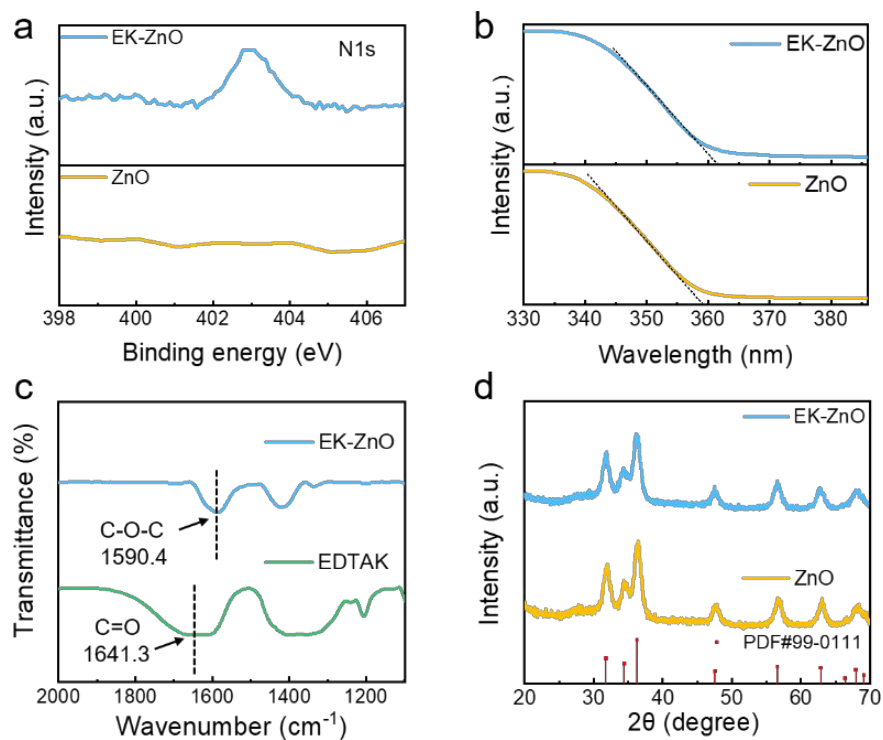 a
EK-ZnO
N1s
ZnO
Intensity (a.u.)
398 400 402 404 406
Binding energy (eV)
b
EK-ZnO
ZnO
Intensity (a.u.)
330 340 350 360 370 380
Wavelength (nm)
c
EK-ZnO
C-O-C
1590.4
EDTAK
C=O
1641.3
Transmittance (%)
2000 1800 1600 1400 1200
Wavenumber (cm⁻¹)
d
EK-ZnO
ZnO
PDF#99-0111
Intensity (a.u.)
20 30 40 50 60 70
2θ (degree)